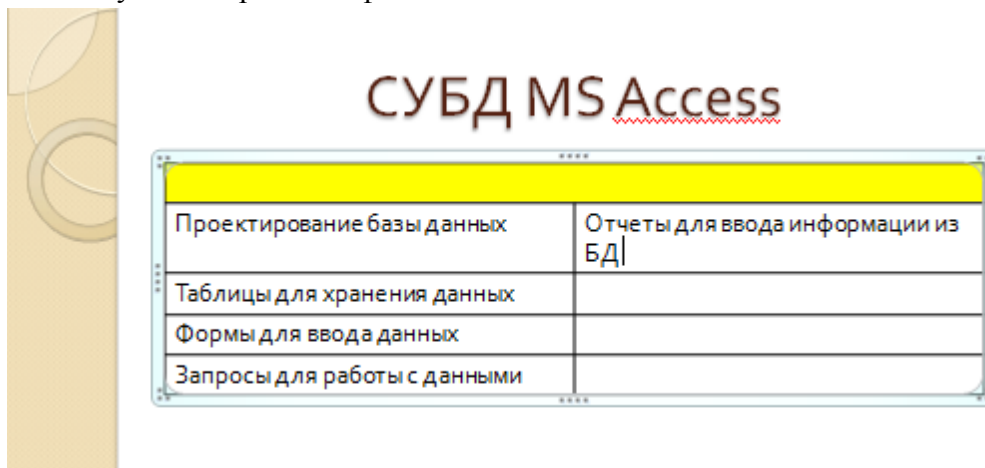 СУБД MS Access
Проектирование базы данных
Отчеты для ввода информации из
БД
Таблицы для хранения данных
Формы для ввода данных
Запросы для работы с данными